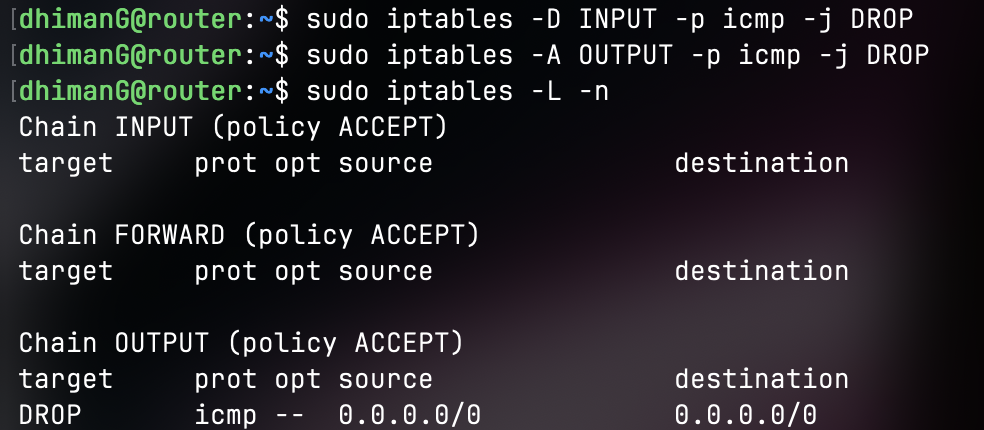 [dhimanG@router:~$ sudo iptables -D INPUT -p icmp -j DROP
[dhimanG@router:~$ sudo iptables -A OUTPUT -p icmp -j DROP
[dhimanG@router:~$ sudo iptables -L -n
Chain INPUT (policy ACCEPT)
target     prot opt source               destination

Chain FORWARD (policy ACCEPT)
target     prot opt source               destination

Chain OUTPUT (policy ACCEPT)
target     prot opt source               destination
DROP       icmp --  0.0.0.0/0            0.0.0.0/0